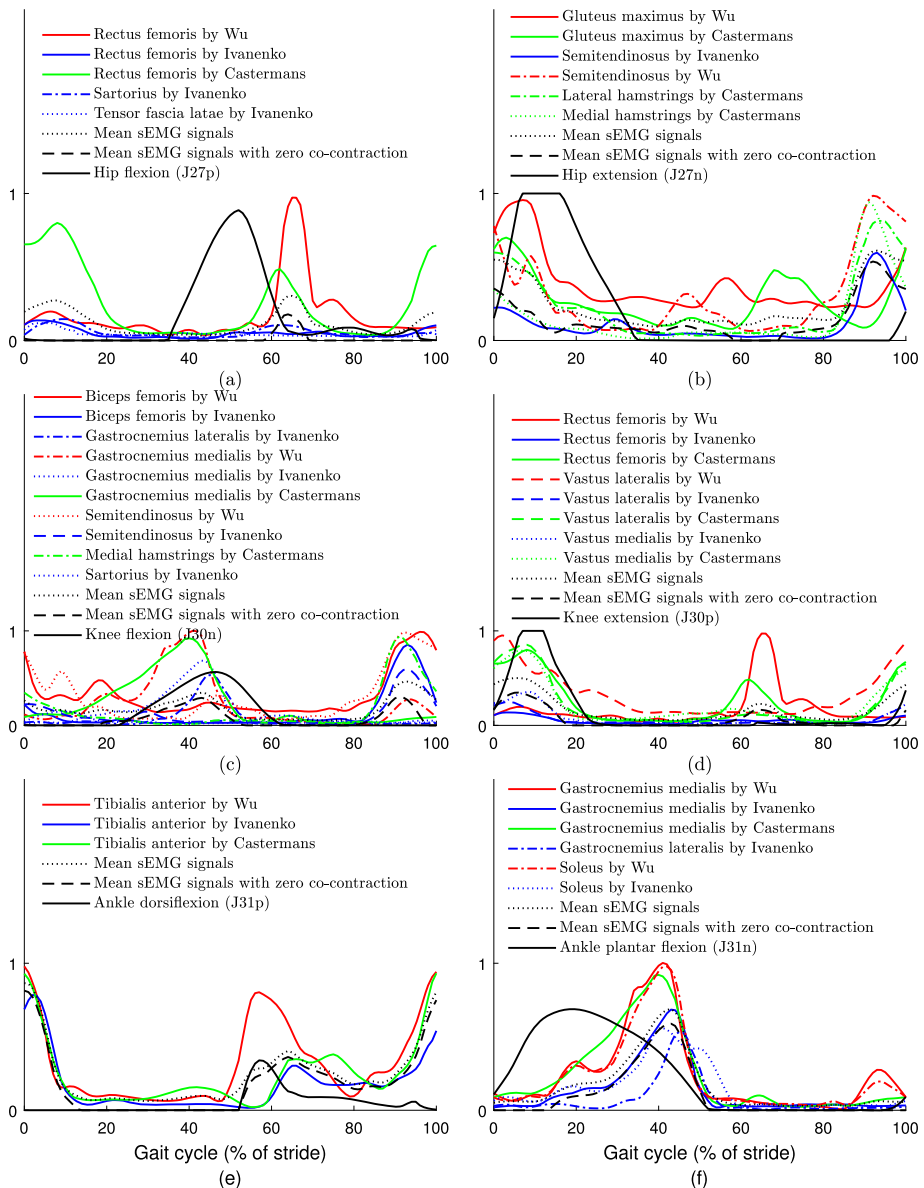 Rectus femoris by Wu
Rectus femoris by Ivanenko
Rectus femoris by Castermans
Sartorius by Ivanenko
Tensor fascia latae by Ivanenko
Mean sEMG signals
Mean sEMG signals with zero co-contraction
Hip flexion (J27p)
1
0
0 20 40 60 80 100
(a)
Gluteus maximus by Wu
Gluteus maximus by Castermans
Semitendinosus by Ivanenko
Semitendinosus by Wu
Lateral hamstrings by Castermans
Medial hamstrings by Castermans
Mean sEMG signals
Mean sEMG signals with zero co-contraction
Hip extension (J27n)
1
0
0 20 40 60 80 100
(b)
Biceps femoris by Wu
Biceps femoris by Ivanenko
Gastrocnemius lateralis by Ivanenko
Gastrocnemius medialis by Wu
Gastrocnemius medialis by Ivanenko
Gastrocnemius medialis by Castermans
Semitendinosus by Wu
Semitendinosus by Ivanenko
Medial hamstrings by Castermans
Sartorius by Ivanenko
Mean sEMG signals
Mean sEMG signals with zero co-contraction
Knee flexion (J30n)
1
0
0 20 40 60 80 100
(c)
Rectus femoris by Wu
Rectus femoris by Ivanenko
Rectus femoris by Castermans
Vastus lateralis by Wu
Vastus lateralis by Ivanenko
Vastus lateralis by Castermans
Vastus medialis by Ivanenko
Vastus medialis by Castermans
Mean sEMG signals
Mean sEMG signals with zero co-contraction
Knee extension (J30p)
1
0
0 20 40 60 80 100
(d)
Tibialis anterior by Wu
Tibialis anterior by Ivanenko
Tibialis anterior by Castermans
Mean sEMG signals
Mean sEMG signals with zero co-contraction
Ankle dorsiflexion (J31p)
1
0
0 20 40 60 80 100
Gait cycle (% of stride)
(e)
Gastrocnemius medialis by Wu
Gastrocnemius medialis by Ivanenko
Gastrocnemius medialis by Castermans
Gastrocnemius lateralis by Ivanenko
Soleus by Wu
Soleus by Ivanenko
Mean sEMG signals
Mean sEMG signals with zero co-contraction
Ankle plantar flexion (J31n)
1
0
0 20 40 60 80 100
Gait cycle (% of stride)
(f)